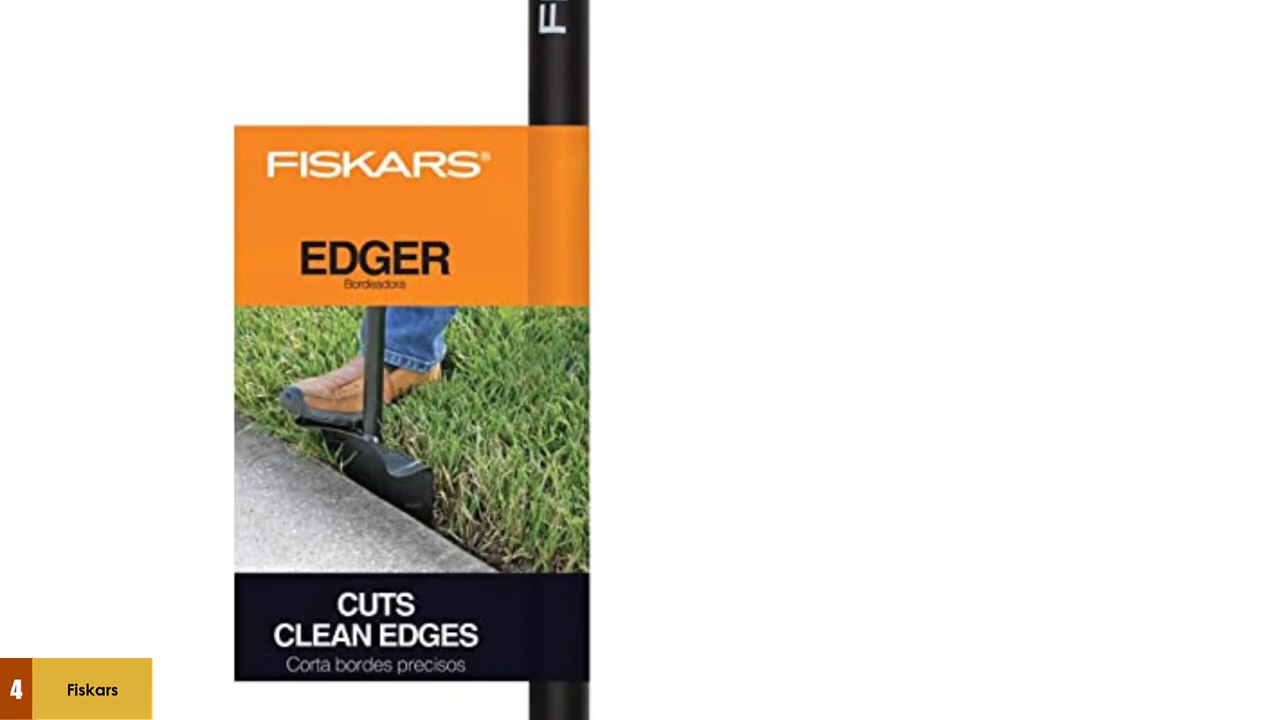 F
FISKARS®
EDGER
Bordeadora
CUTS
CLEAN EDGES
Corta bordes precisos
4
Fiskars